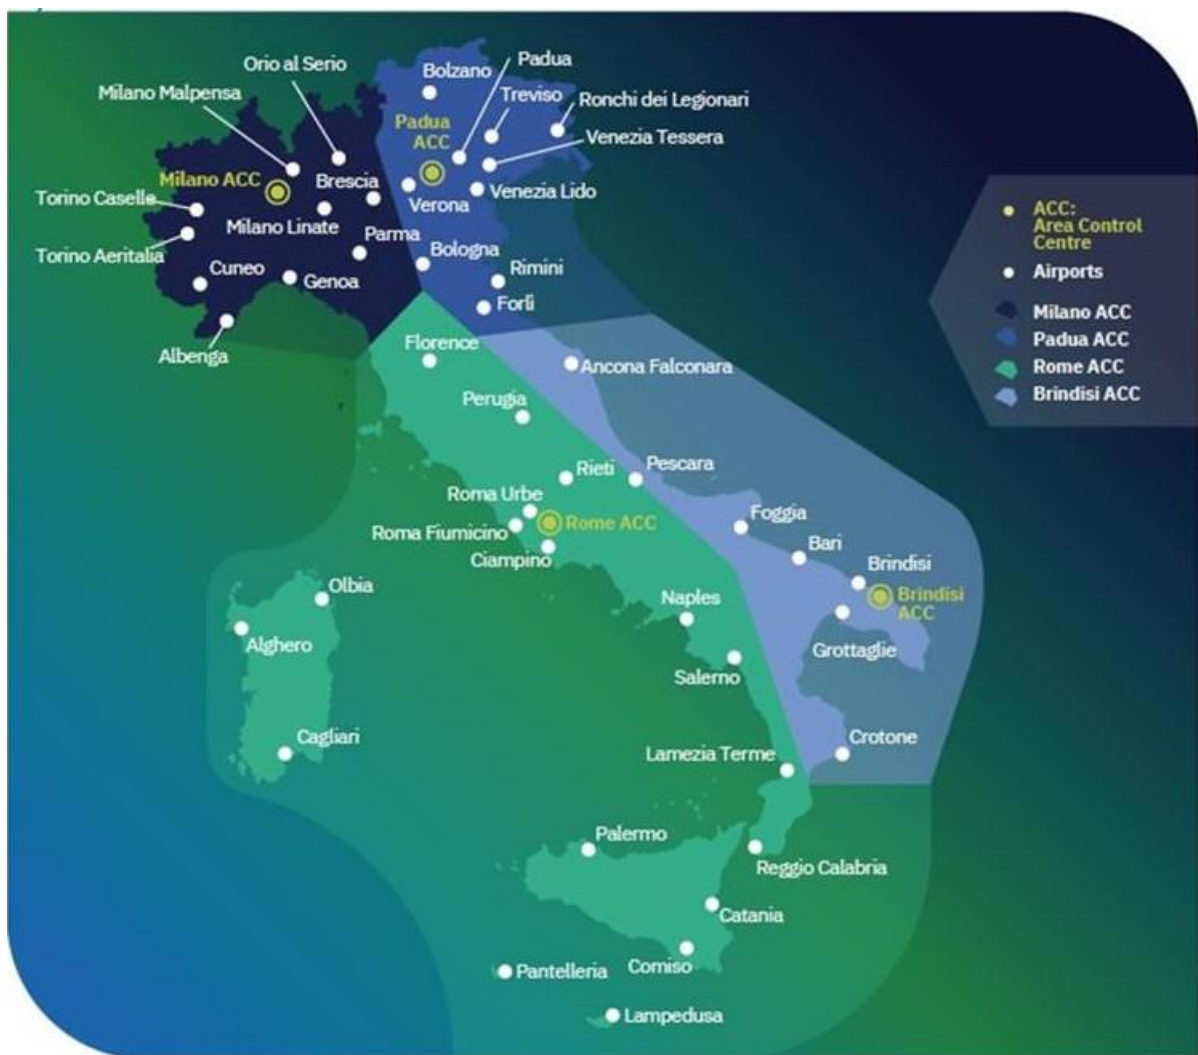 Orio al Serio
Bolzano
Padua
Milano Malpensa
Treviso
Ronchi dei Legionari
Padua
ACC
Venezia Tessera
Milano ACC
Brescia
Torino Caselle
Verona
Venezia Lido
Milano Linate
Parma
Torino Aeritalia
Bologna
Cuneo
Genoa
Rimini
Forlì
Albenga
Florence
Ancona Falconara
Perugia
Rieti
Pescara
Roma Urbe
Foggia
Roma Fiumicino
Rome ACC
Ciampino
Bari
Brindisi
Olbia
Naples
Brindisi
ACC
Alghero
Grottaglie
Salerno
Cagliari
Crotone
Lamezia Terme
Palermo
Reggio Calabria
Catania
Comiso
Pantelleria
Lampedusa
ACC:
Area Control
Centre
Airports
Milano ACC
Padua ACC
Rome ACC
Brindisi ACC